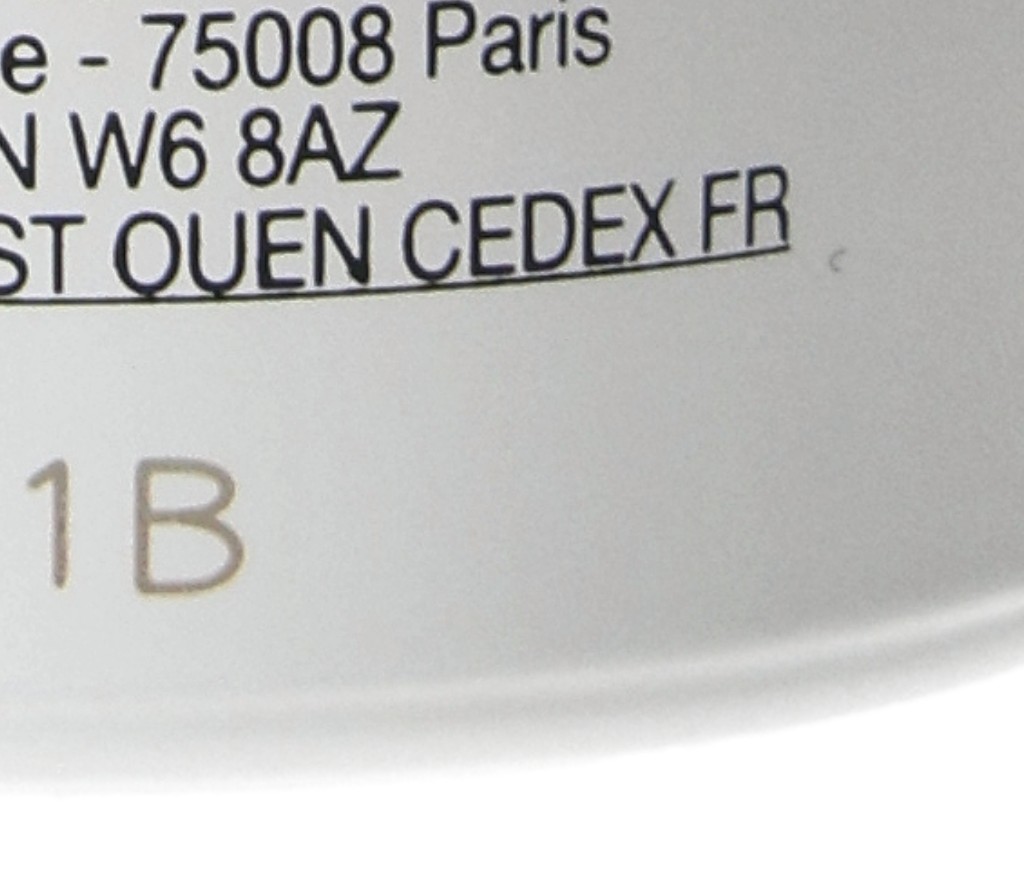 e - 75008 Paris
N W6 8AZ
ST OUEN CEDEX FR
1B